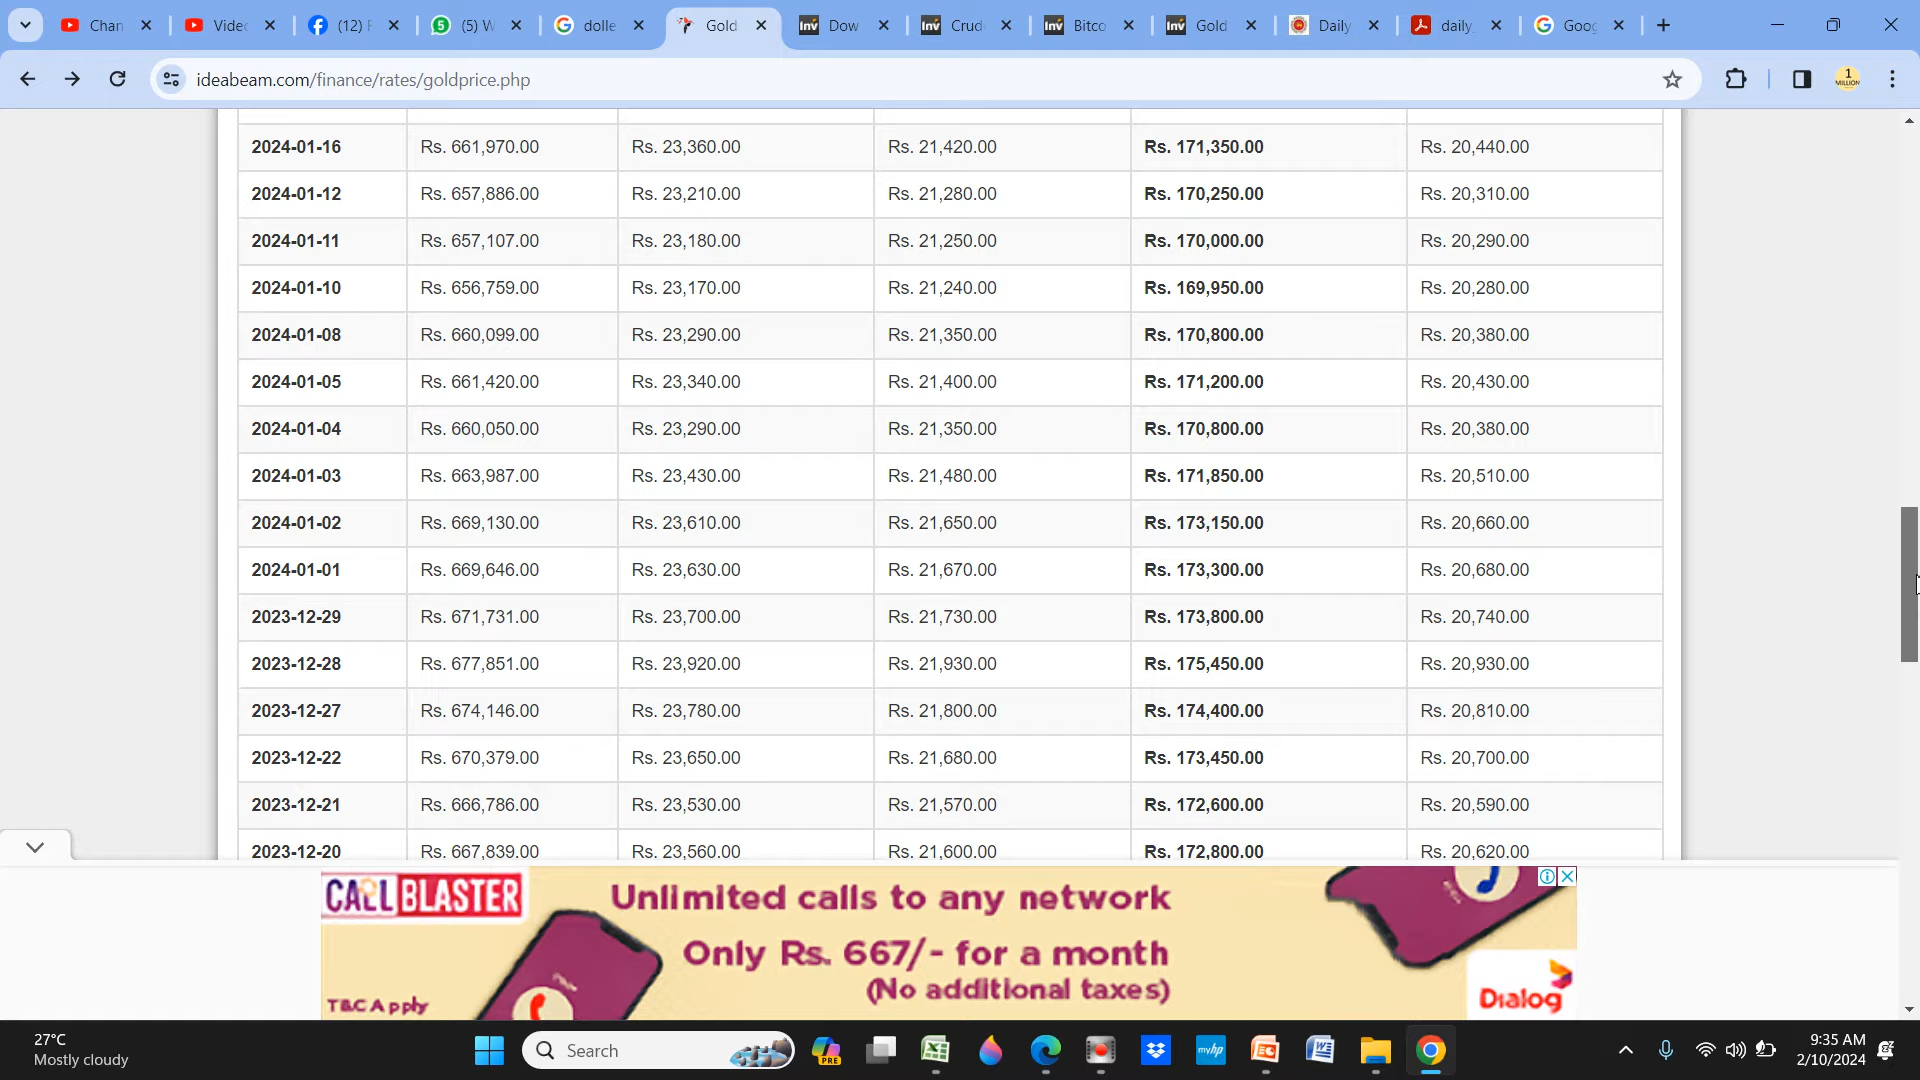 Chan
Videc
(12) F
(5) W
dolle
Gold
Dow
Crud
Bitco
Gold
Daily
daily
Goog
ideabeam.com/finance/rates/goldprice.php
1
MILLION
2024-01-16 Rs. 661,970.00 Rs. 23,360.00 Rs. 21,420.00 Rs. 171,350.00 Rs. 20,440.00
2024-01-12 Rs. 657,886.00 Rs. 23,210.00 Rs. 21,280.00 Rs. 170,250.00 Rs. 20,310.00
2024-01-11 Rs. 657,107.00 Rs. 23,180.00 Rs. 21,250.00 Rs. 170,000.00 Rs. 20,290.00
2024-01-10 Rs. 656,759.00 Rs. 23,170.00 Rs. 21,240.00 Rs. 169,950.00 Rs. 20,280.00
2024-01-08 Rs. 660,099.00 Rs. 23,290.00 Rs. 21,350.00 Rs. 170,800.00 Rs. 20,380.00
2024-01-05 Rs. 661,420.00 Rs. 23,340.00 Rs. 21,400.00 Rs. 171,200.00 Rs. 20,430.00
2024-01-04 Rs. 660,050.00 Rs. 23,290.00 Rs. 21,350.00 Rs. 170,800.00 Rs. 20,380.00
2024-01-03 Rs. 663,987.00 Rs. 23,430.00 Rs. 21,480.00 Rs. 171,850.00 Rs. 20,510.00
2024-01-02 Rs. 669,130.00 Rs. 23,610.00 Rs. 21,650.00 Rs. 173,150.00 Rs. 20,660.00
2024-01-01 Rs. 669,646.00 Rs. 23,630.00 Rs. 21,670.00 Rs. 173,300.00 Rs. 20,680.00
2023-12-29 Rs. 671,731.00 Rs. 23,700.00 Rs. 21,730.00 Rs. 173,800.00 Rs. 20,740.00
2023-12-28 Rs. 677,851.00 Rs. 23,920.00 Rs. 21,930.00 Rs. 175,450.00 Rs. 20,930.00
2023-12-27 Rs. 674,146.00 Rs. 23,780.00 Rs. 21,800.00 Rs. 174,400.00 Rs. 20,810.00
2023-12-22 Rs. 670,379.00 Rs. 23,650.00 Rs. 21,680.00 Rs. 173,450.00 Rs. 20,700.00
2023-12-21 Rs. 666,786.00 Rs. 23,530.00 Rs. 21,570.00 Rs. 172,600.00 Rs. 20,590.00
2023-12-20 Rs. 667,839.00 Rs. 23,560.00 Rs. 21,600.00 Rs. 172,800.00 Rs. 20,620.00
CALL BLASTER
Unlimited calls to any network
Only Rs. 667/- for a month
(No additional taxes)
T&C Apply
Dialog
27°C
Mostly cloudy
Search
PRE
myhp
9:35 AM
2/10/2024